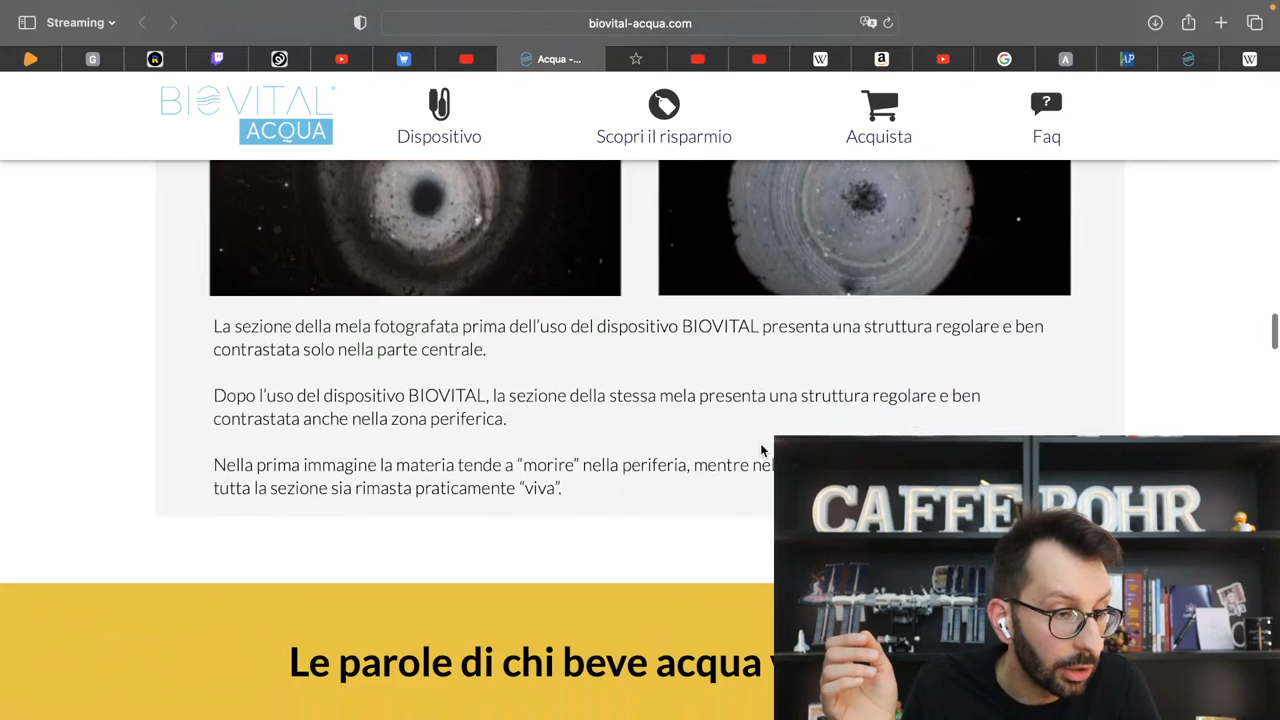 Streaming
biovital-acqua.com
Acqua -...
BIOVITAL
ACQUA
Dispositivo
Scopri il risparmio
Acquista
Faq
La sezione della mela fotografata prima dell'uso del dispositivo BIOVITAL presenta una struttura regolare e ben
contrastata solo nella parte centrale.
Dopo l'uso del dispositivo BIOVITAL, la sezione della stessa mela presenta una struttura regolare e ben
contrastata anche nella zona periferica.
Nella prima immagine la materia tende a “morire” nella periferia, mentre nel
tutta la sezione sia rimasta praticamente “viva”.
Le parole di chi beve acqua
CAFFE BOHR